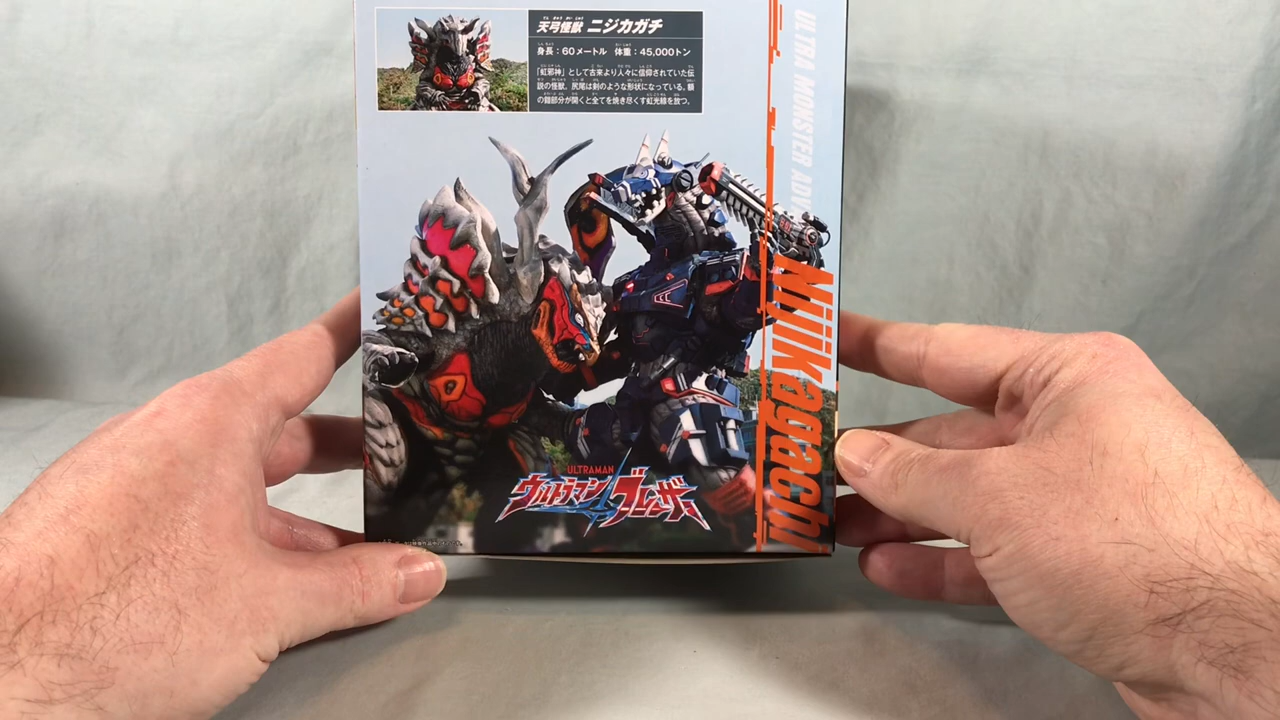 天弓怪獣 ニジカガチ
身長：60メートル 体重：45,000トン
「虹邪神」として古来より人々に信仰されていた伝
説の怪獣。尻尾は剣のような形状になっている。額
の鎧部分が開くと全てを焼き尽くす虹光線を放つ。
ULTRA MONSTER ADV
Nijikagachi
ULTRAMAN
ウルトラマンブレーザー